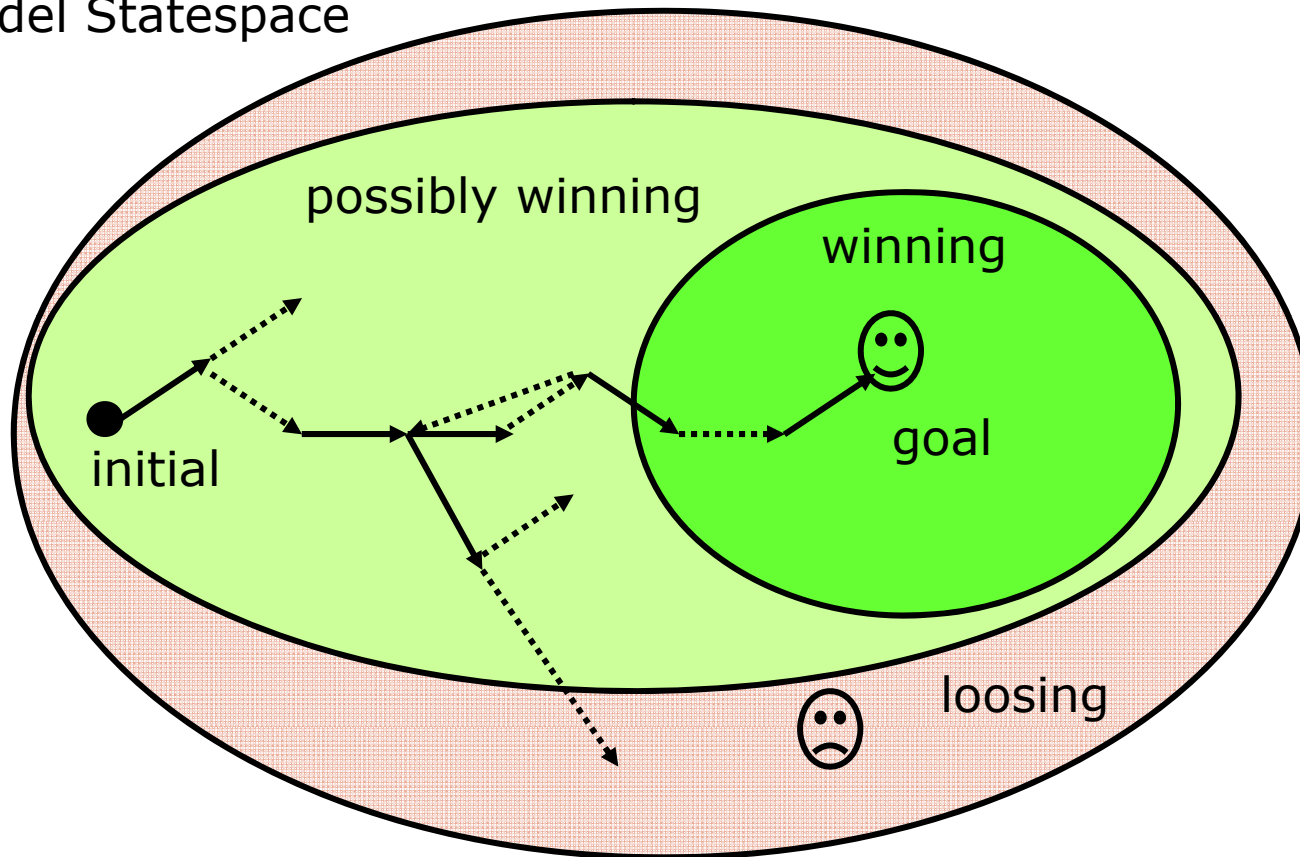 del Statespace
possibly winning
winning
initial
goal
loosing